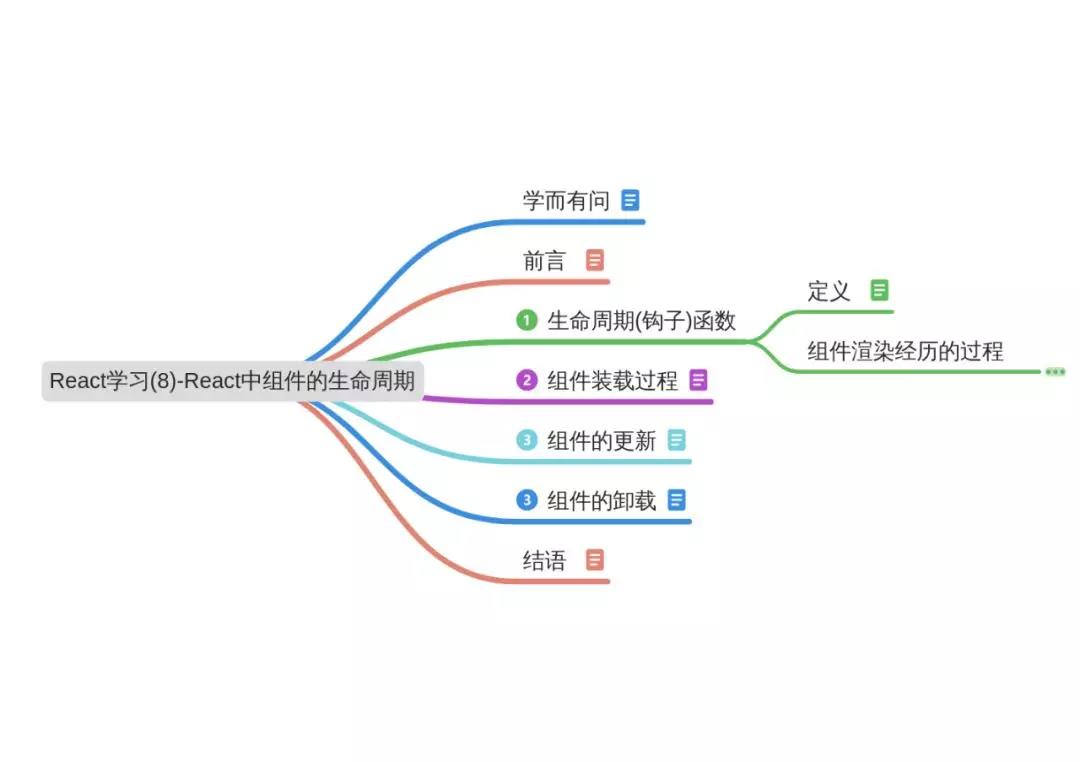 React学习(8)-React中组件的生命周期
学而有问
前言
1 生命周期(钩子)函数
定义
组件渲染经历的过程
2 组件装载过程
3 组件的更新
3 组件的卸载
结语